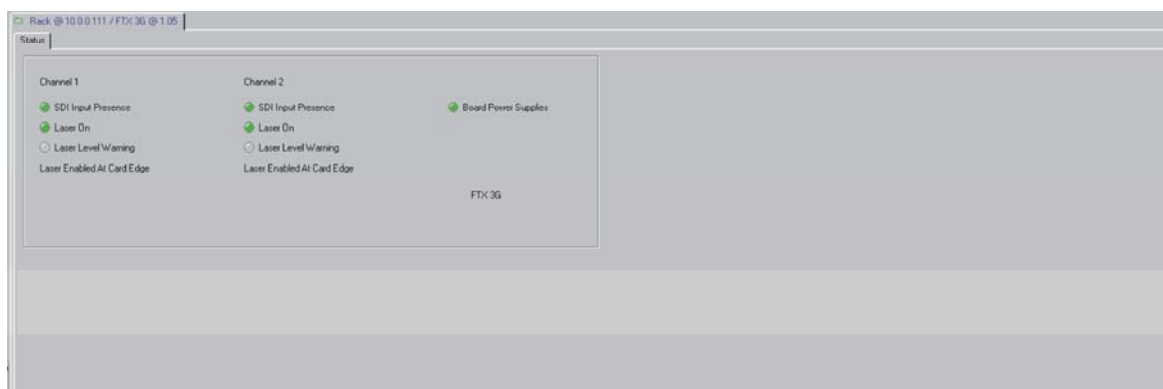 Rack @ 10.0.0.111 / FTX 3G @ 1.05
Status
Channel 1
Channel 2
SDI Input Presence
SDI Input Presence
Board Power Supplies
Laser On
Laser On
Laser Level Warning
Laser Level Warning
Laser Enabled At Card Edge
Laser Enabled At Card Edge
FTX 3G